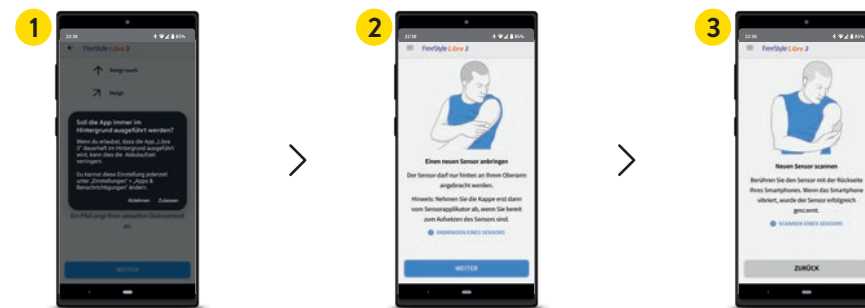 1
22:38 85%
FreeStyle Libre 3
Steigt rasch
Steigt
Soll die App immer im
Hintergrund ausgeführt werden?
Wenn du erlaubst, dass die App „Libre
3“ dauerhaft im Hintergrund ausgeführt
wird, kann dies die Akkulaufzeit
verringern.
Du kannst diese Einstellung jederzeit
unter „Einstellungen“ > „Apps &
Benachrichtigungen“ ändern.
Ablehnen Zulassen
Ein Pfeil zeigt Ihren aktuellen Glukosetrend
an.
WEITER
2
22:38 85%
FreeStyle Libre 3
Einen neuen Sensor anbringen
Der Sensor darf nur hinten an Ihrem Oberarm
angebracht werden.
Hinweis: Nehmen Sie die Kappe erst dann
vom Sensorapplikator ab, wenn Sie bereit
zum Aufsetzen des Sensors sind.
ANBRINGEN EINES SENSORS
WEITER
3
22:38 85%
FreeStyle Libre 3
Neuen Sensor scannen
Berühren Sie den Sensor mit der Rückseite
Ihres Smartphones. Wenn das Smartphone
vibriert, wurde der Sensor erfolgreich
gescannt.
SCANNEN EINES SENSORS
ZURÜCK